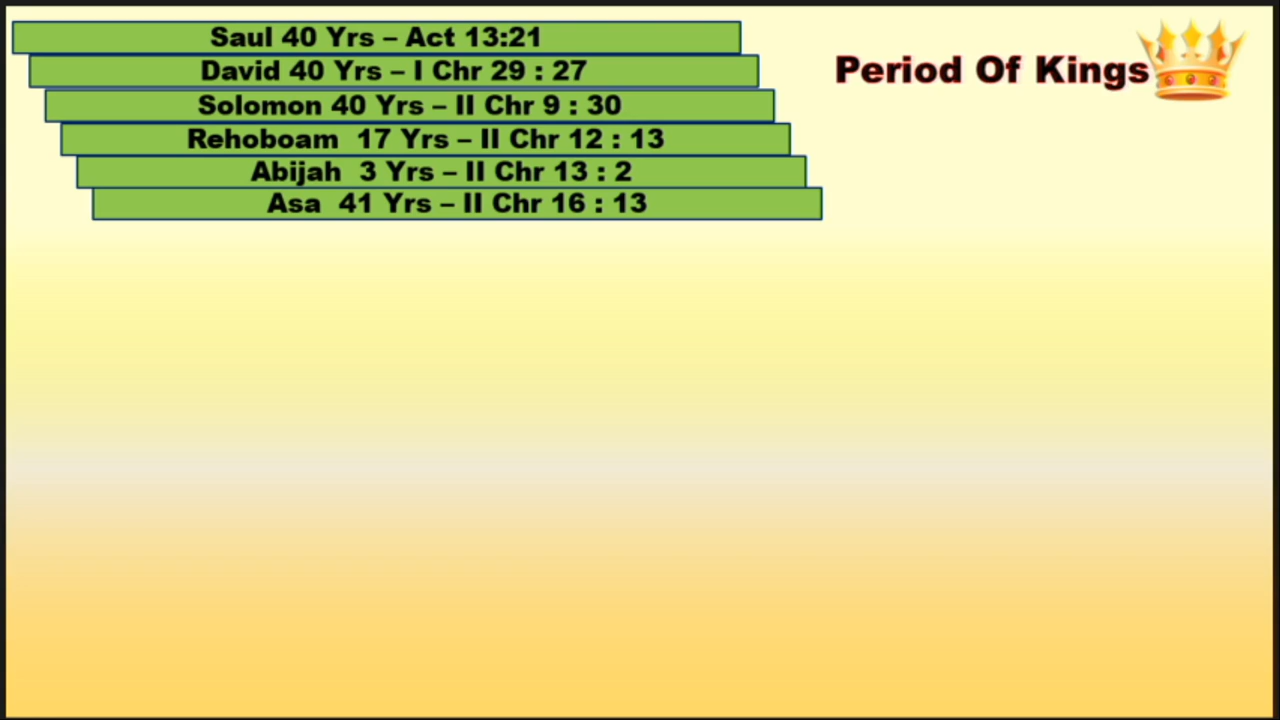 Saul 40 Yrs – Act 13:21
David 40 Yrs – I Chr 29 : 27
Solomon 40 Yrs – II Chr 9 : 30
Rehoboam  17 Yrs – II Chr 12 : 13
Abijah  3 Yrs – II Chr 13 : 2
Asa  41 Yrs – II Chr 16 : 13
Period Of Kings